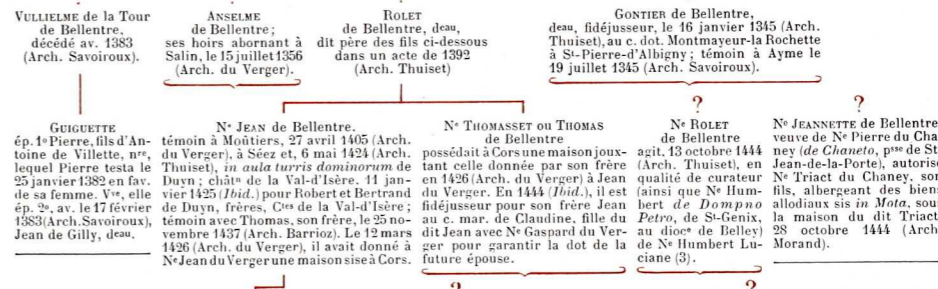 VULLIELME de la Tour
de Bellentre,
décédé av. 1383
(Arch. Savoiroux).
ANSELME
de Bellentre;
ses hoirs abornant à
Salin, le 15 juillet 1356
(Arch. du Verger).
ROLET
de Bellentre, deau,
dit père des fils ci-dessous
dans un acte de 1392
(Arch. Thuiset)
GONTIER de Bellentre,
deau, fidéjusseur, le 16 janvier 1345 (Arch.
Thuiset), au c. dot. Montmayeur-la Rochette
à St-Pierre-d'Albigny; témoin à Ayme le
19 juillet 1345 (Arch. Savoiroux).
GUIGUETTE
ép. 1º Pierre, fils d'An-
toine de Villette, nre,
lequel Pierre testa le
25 janvier 1382 en fav.
de sa femme. Vve, elle
ép. 2º, av. le 17 février
1383 (Arch. Savoiroux),
Jean de Gilly, deau.
Ne JEAN de Bellentre,
témoin à Moûtiers, 27 avril 1405 (Arch.
du Verger), à Séez et, 6 mai 1424 (Arch.
Thuiset), in aula turris dominorum de
Duyn; châtn de la Val-d'Isère. 11 jan-
vier 1425 (Ibid.) pour Robert et Bertrand
de Duyn, frères, Ctes de la Val-d'Isère;
témoin avec Thomas, son frère, le 25 no-
vembre 1437 (Arch. Barrioz). Le 12 mars
1426 (Arch. du Verger), il avait donné à
Ne Jean du Verger une maison sise à Cors.
Ne THOMASSET OU THOMAS
de Bellentre
possédait à Cors une maison joux-
tant celle donnée par son frère
en 1426 (Arch. du Verger) à Jean
du Verger. En 1444 (Ibid.), il est
fidéjusseur pour son frère Jean
au c. mar. de Claudine, fille du
dit Jean avec Ne Gaspard du Ver-
ger pour garantir la dot de la
future épouse.
?
Ne ROLET
de Bellentre
agit, 13 octobre 1444
(Arch. Thuiset), en
qualité de curateur
(ainsi que Ne Hum-
bert de Dompno
Petro, de St-Genix,
au dioce de Belley)
de Ne Humbert Lu-
ciane (3).
?
Ne JEANNETTE de Bellentre
veuve de Ne Pierre du Cha
ney (de Chaneto, psse de St
Jean-de-la-Porte), autorise
Ne Triact du Chaney, son
fils, albergeant des biens
allodiaux sis in Mota, sous
la maison du dit Triact
28 octobre 1444 (Arch
Morand).
?
?